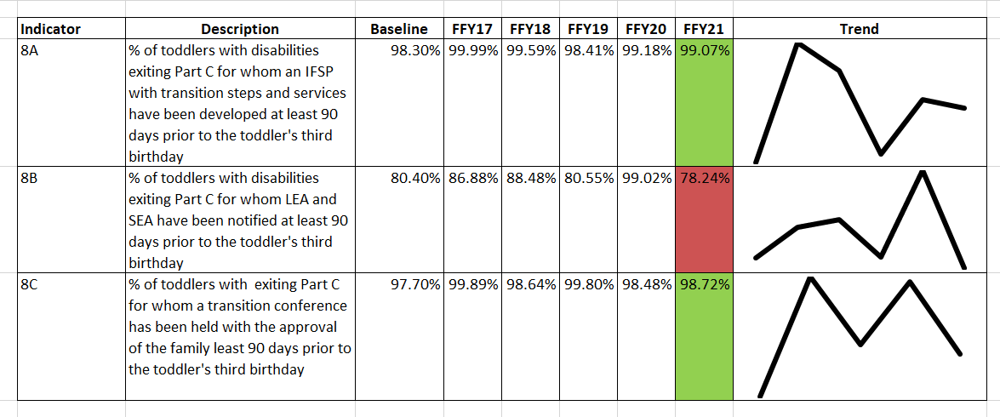 Indicator Description Baseline FFY17 FFY18 FFY19 FFY20 FFY21 Trend
8A % of toddlers with disabilities 98.30% 99.99% 99.59% 98.41% 99.18% 99.07%
exiting Part C for whom an IFSP
with transition steps and services
have been developed at least 90
days prior to the toddler's third
birthday
8B % of toddlers with disabilities 80.40% 86.88% 88.48% 80.55% 99.02% 78.24%
exiting Part C for whom LEA and
SEA have been notified at least 90
days prior to the toddler's third
birthday
8C % of toddlers with  exiting Part C 97.70% 99.89% 98.64% 99.80% 98.48% 98.72%
for whom a transition conference
has been held with the approval
of the family least 90 days prior to
the toddler's third birthday